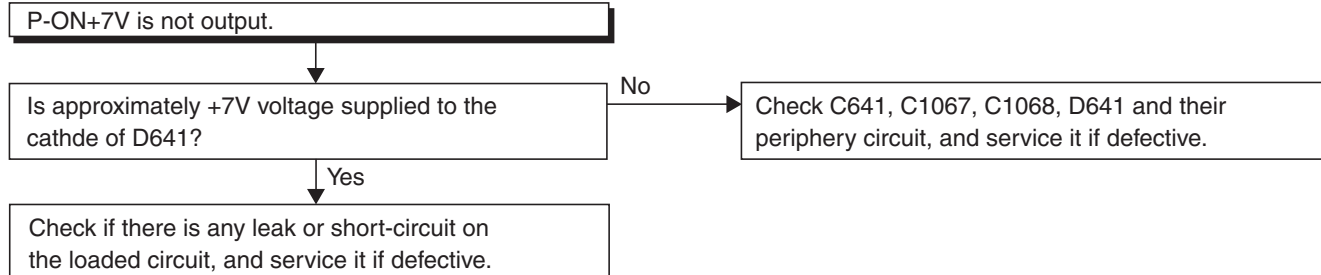 P-ON+7V is not output.
Is approximately +7V voltage supplied to the
cathde of D641?
No
Check C641, C1067, C1068, D641 and their
periphery circuit, and service it if defective.
Yes
Check if there is any leak or short-circuit on
the loaded circuit, and service it if defective.